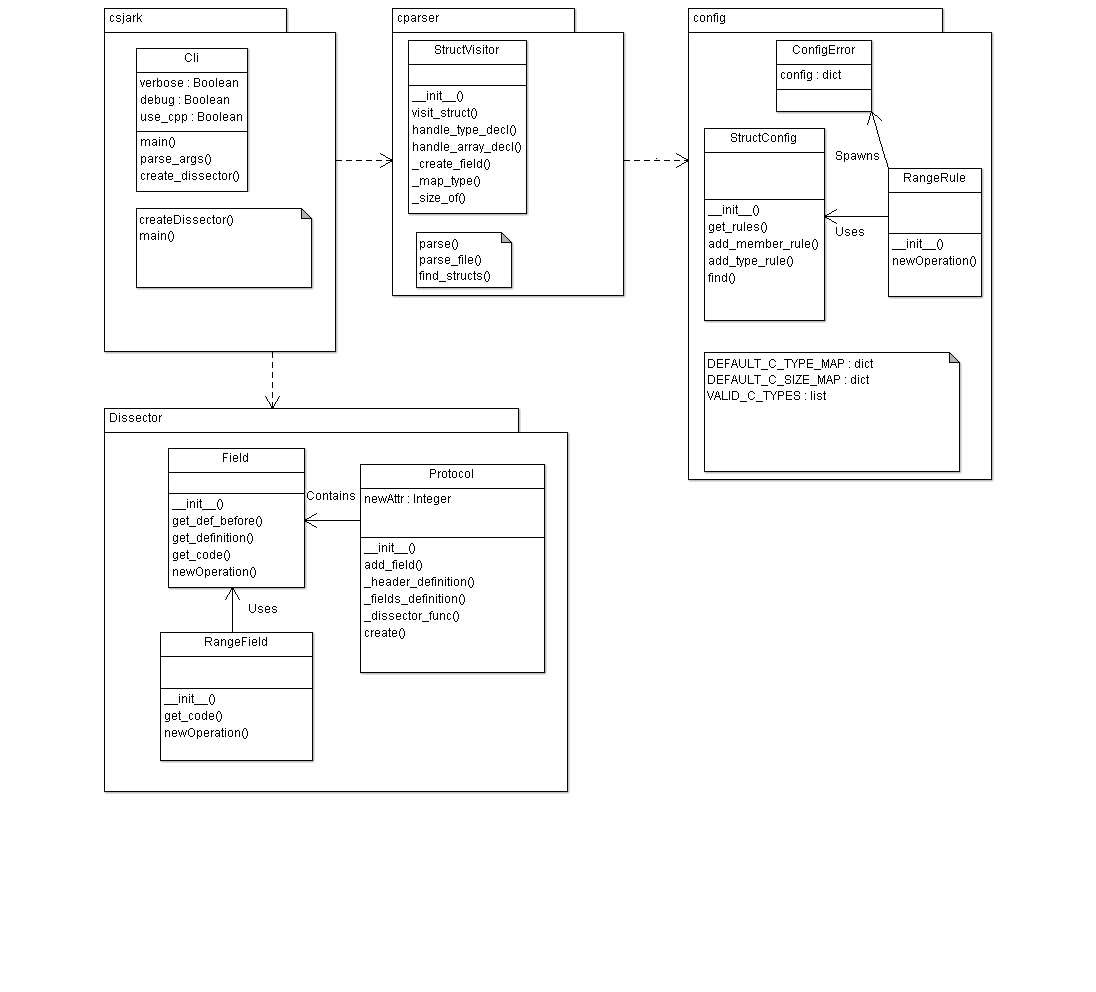 csjark
Cli
verbose : Boolean
debug : Boolean
use_cpp : Boolean
main()
parse_args()
create_dissector()
createDissector()
main()
cparser
StructVisitor
__init__()
visit_struct()
handle_type_decl()
handle_array_decl()
_create_field()
_map_type()
_size_of()
parse()
parse_file()
find_structs()
config
ConfigError
config : dict
StructConfig
__init__()
get_rules()
add_member_rule()
add_type_rule()
find()
Spawns
Uses
RangeRule
__init__()
newOperation()
DEFAULT_C_TYPE_MAP : dict
DEFAULT_C_SIZE_MAP : dict
VALID_C_TYPES : list
Dissector
Field
__init__()
get_def_before()
get_definition()
get_code()
newOperation()
Contains
Protocol
newAttr : Integer
__init__()
add_field()
_header_definition()
_fields_definition()
_dissector_func()
create()
Uses
RangeField
__init__()
get_code()
newOperation()